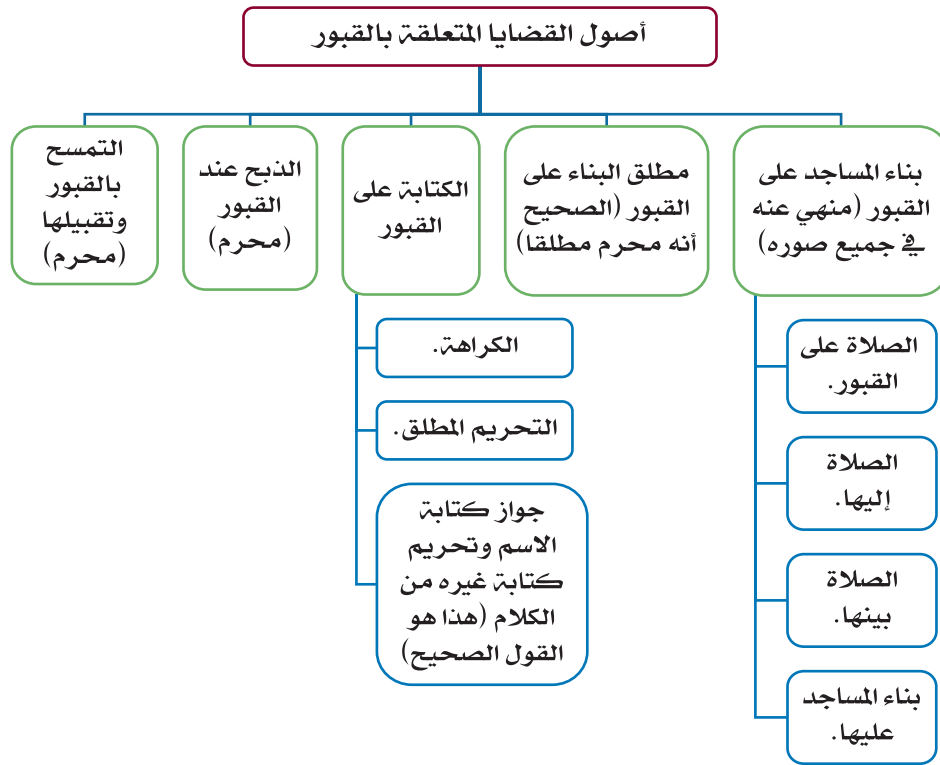 أصول القضايا المتعلقة بالقبور
بناء المساجد على
القبور (منهي عنه
في جميع صوره)
الصلاة على
القبور.
الصلاة
إليها.
الصلاة
بينها.
بناء المساجد
عليها.
مطلق البناء على
القبور (الصحيح
أنه محرم مطلقا)
الكتابة على
القبور
الكراهة.
التحريم المطلق.
جواز كتابة
الاسم وتحريم
كتابة غيره من
الكلام (هذا هو
القول الصحيح)
الذبح عند
القبور
(محرم)
التمسح
بالقبور
وتقبيلها
(محرم)